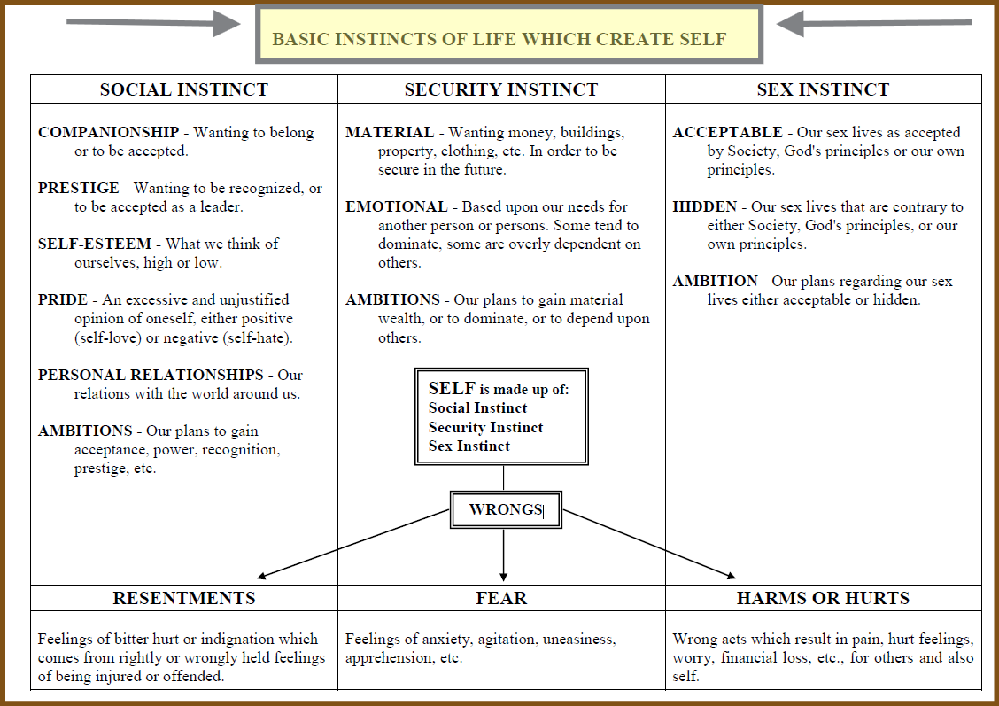 BASIC INSTINCTS OF LIFE WHICH CREATE SELF
SOCIAL INSTINCT
COMPANIONSHIP - Wanting to belong
or to be accepted.
PRESTIGE - Wanting to be recognized, or
to be accepted as a leader.
SELF-ESTEEM - What we think of
ourselves, high or low.
PRIDE - An excessive and unjustified
opinion of oneself, either positive
(self-love) or negative (self-hate).
PERSONAL RELATIONSHIPS - Our
relations with the world around us.
AMBITIONS - Our plans to gain
acceptance, power, recognition,
prestige, etc.
SECURITY INSTINCT
MATERIAL - Wanting money, buildings,
property, clothing, etc. In order to be
secure in the future.
EMOTIONAL - Based upon our needs for
another person or persons. Some tend to
dominate, some are overly dependent on
others.
AMBITIONS - Our plans to gain material
wealth, or to dominate, or to depend upon
others.
SEX INSTINCT
ACCEPTABLE - Our sex lives as accepted
by Society, God's principles or our own
principles.
HIDDEN - Our sex lives that are contrary to
either Society, God's principles, or our
own principles.
AMBITION - Our plans regarding our sex
lives either acceptable or hidden.
SELF is made up of:
Social Instinct
Security Instinct
Sex Instinct
WRONGS
RESENTMENTS
Feelings of bitter hurt or indignation which
comes from rightly or wrongly held feelings
of being injured or offended.
FEAR
Feelings of anxiety, agitation, uneasiness,
apprehension, etc.
HARMS OR HURTS
Wrong acts which result in pain, hurt feelings,
worry, financial loss, etc., for others and also
self.